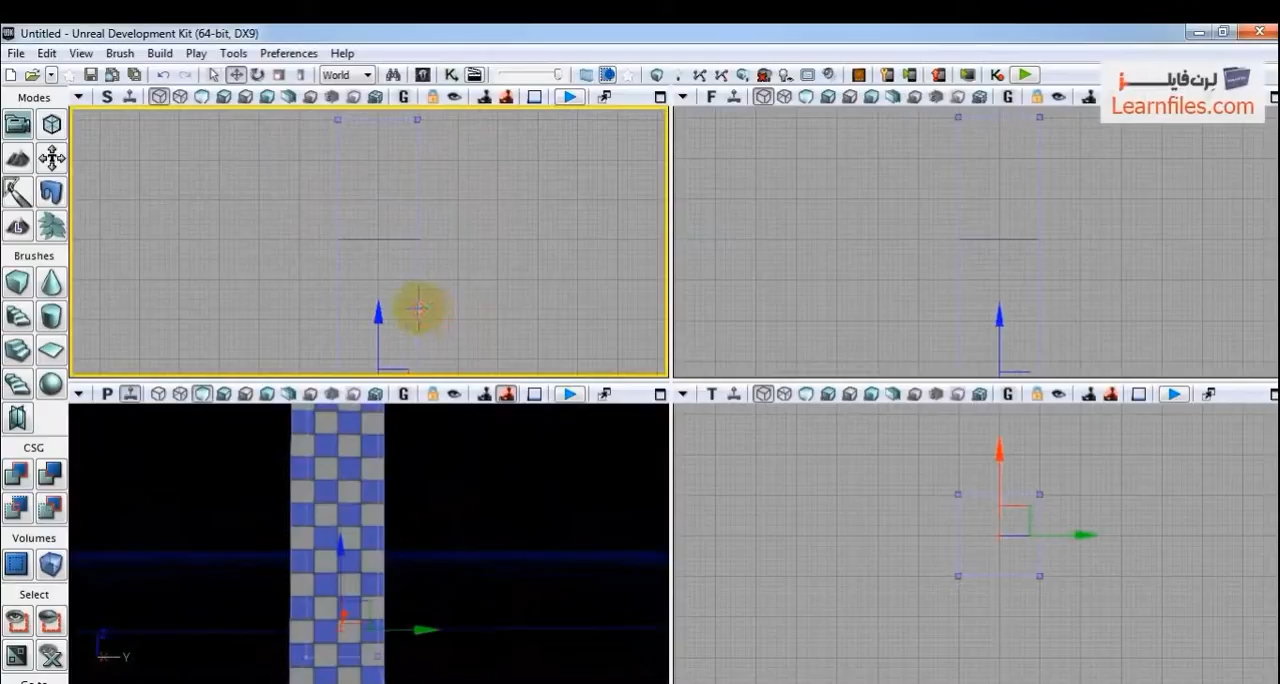 Untitled - Unreal Development Kit (64-bit, DX9)
File Edit View Brush Build Play Tools Preferences Help
World
لرن‌فایلز
Learnfiles.com
Modes
S G F G
Brushes
P G T G
CSG
Volumes
Select
Z
X Y